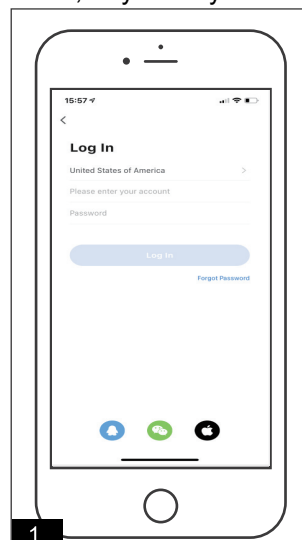 15:57
Log In
United States of America
Please enter your account
Password
Log In
Forgot Password
1